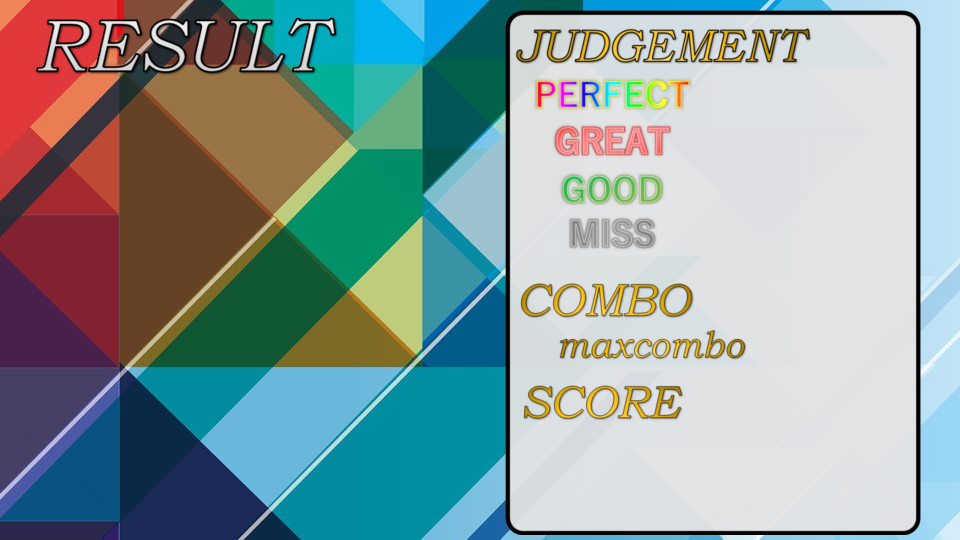 RESULT
JUDGEMENT
PERFECT
GREAT
GOOD
MISS
COMBO
maxcombo
SCORE